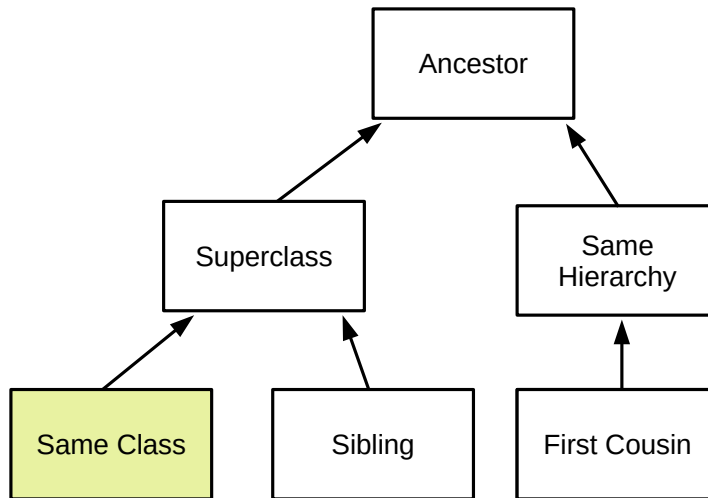 Ancestor
Superclass
Same
Hierarchy
Same Class
Sibling
First Cousin